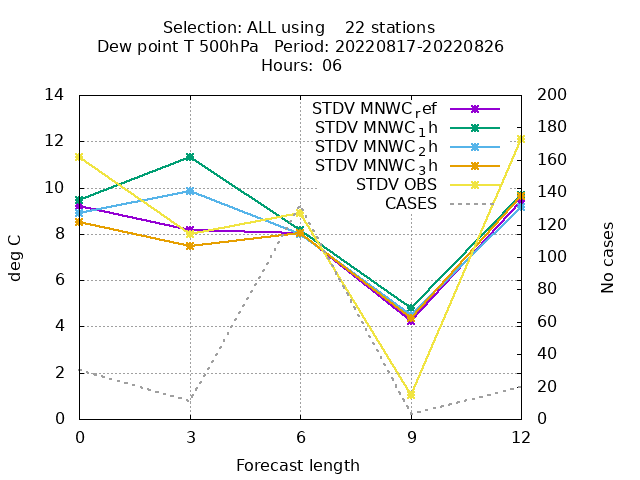 Selection: ALL using    22 stations
Dew point T 500hPa   Period: 20220817-20220826
Hours: 06
STDV MNWC_ref
STDV MNWC_1h
STDV MNWC_2h
STDV MNWC_3h
STDV OBS
CASES
14
12
10
8
6
4
2
0
deg C
200
180
160
140
120
100
80
60
40
20
0
No cases
0 3 6 9 12
Forecast length